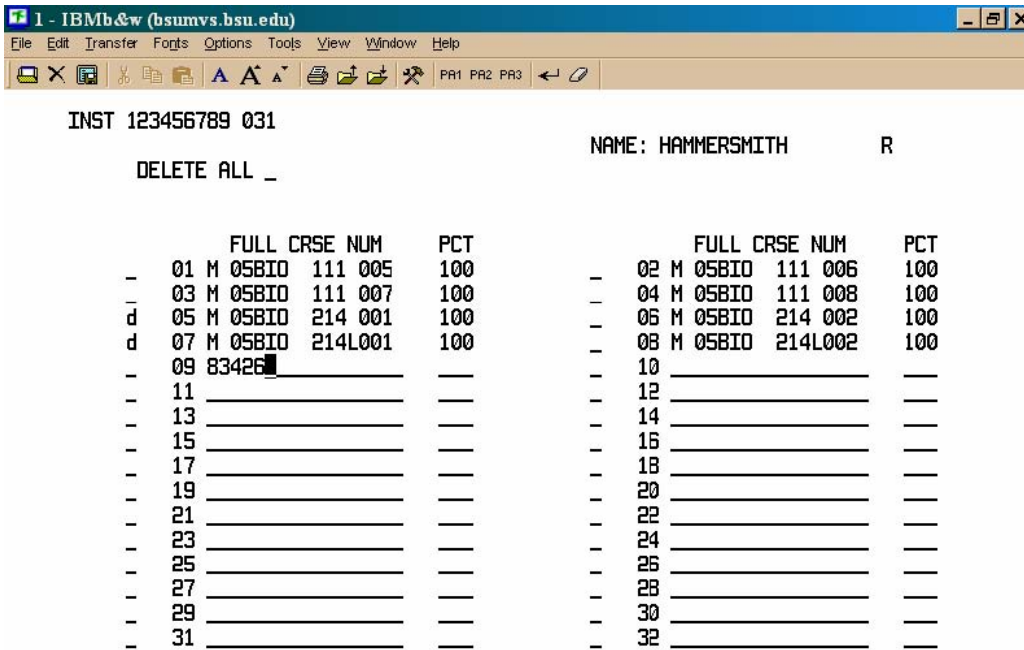 1 - IBMb&w (bsumvs.bsu.edu)
File Edit Transfer Fonts Options Tools View Window Help
A A A PA1 PA2 PA3
INST 123456789 031
NAME: HAMMERSMITH R
DELETE ALL _
FULL CRSE NUM PCT FULL CRSE NUM PCT
_ 01 M 05BIO 111 005 100 _ 02 M 05BIO 111 006 100
_ 03 M 05BIO 111 007 100 _ 04 M 05BIO 111 008 100
d 05 M 05BIO 214 001 100 _ 06 M 05BIO 214 002 100
d 07 M 05BIO 214L001 100 _ 08 M 05BIO 214L002 100
_ 09 83426 _ 10
_ 11 _ 12
_ 13 _ 14
_ 15 _ 16
_ 17 _ 18
_ 19 _ 20
_ 21 _ 22
_ 23 _ 24
_ 25 _ 26
_ 27 _ 28
_ 29 _ 30
_ 31 _ 32